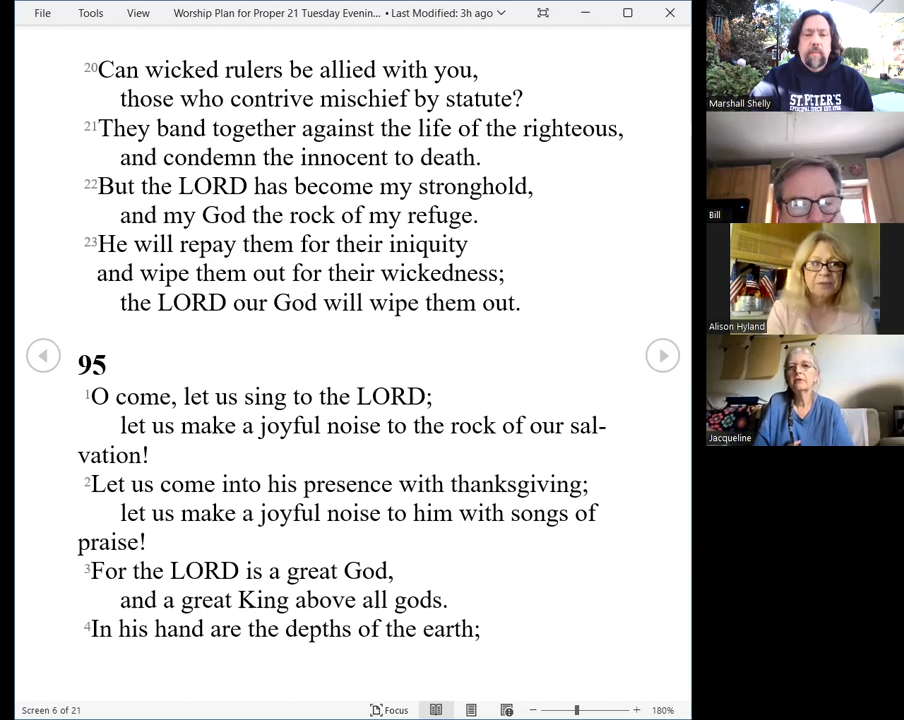 File Tools View Worship Plan for Proper 21 Tuesday Evenin... • Last Modified: 3h ago
20Can wicked rulers be allied with you,
those who contrive mischief by statute?
21They band together against the life of the righteous,
and condemn the innocent to death.
22But the LORD has become my stronghold,
and my God the rock of my refuge.
23He will repay them for their iniquity
and wipe them out for their wickedness;
the LORD our God will wipe them out.
95
1O come, let us sing to the LORD;
let us make a joyful noise to the rock of our sal-
vation!
2Let us come into his presence with thanksgiving;
let us make a joyful noise to him with songs of
praise!
3For the LORD is a great God,
and a great King above all gods.
4In his hand are the depths of the earth;
Screen 6 of 21 Focus 180%
ST. PETER'S
Marshall Shelly
Bill
Alison Hyland
Jacqueline